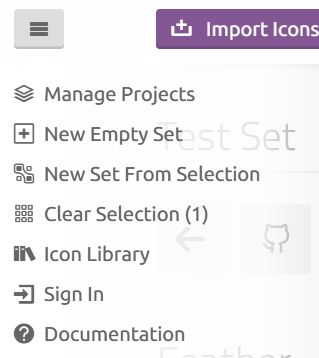 Import Icons
Manage Projects
New Empty Set
Test Set
New Set From Selection
Clear Selection (1)
Icon Library
Sign In
Documentation
Feather